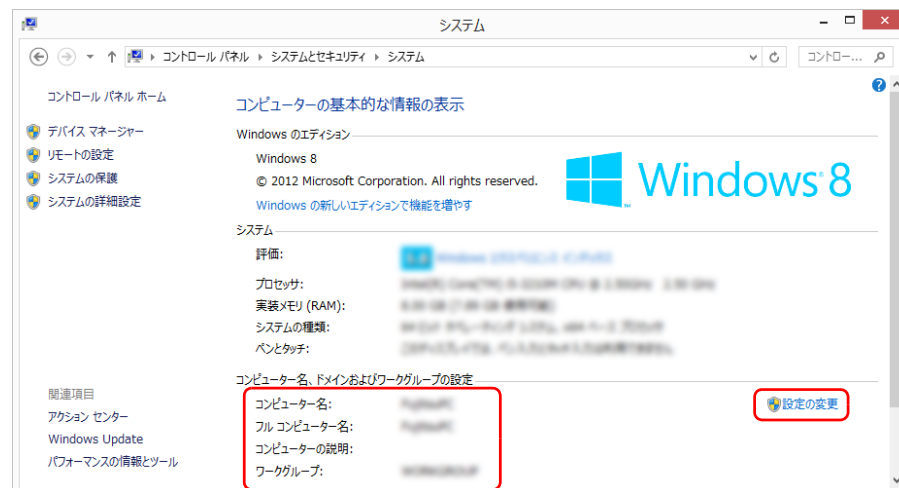 システム
コントロール パネル ▸ システムとセキュリティ ▸ システム
コントロー...
コントロール パネル ホーム
デバイス マネージャー
リモートの設定
システムの保護
システムの詳細設定
コンピューターの基本的な情報の表示
Windows のエディション
Windows 8
© 2012 Microsoft Corporation. All rights reserved.
Windows の新しいエディションで機能を増やす
Windows 8
システム
評価:
プロセッサ:
実装メモリ (RAM):
システムの種類:
ペンとタッチ:
コンピューター名、ドメインおよびワークグループの設定
コンピューター名:
フル コンピューター名:
コンピューターの説明:
ワークグループ:
設定の変更
関連項目
アクション センター
Windows Update
パフォーマンスの情報とツール